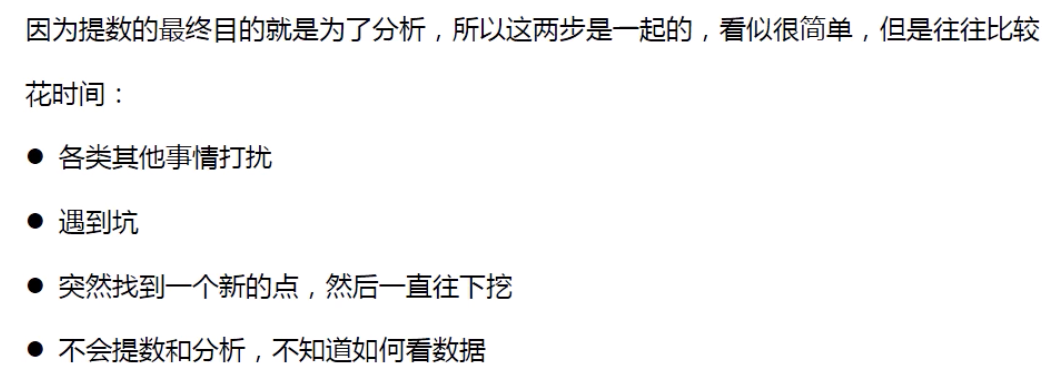 因为提数的最终目的就是为了分析，所以这两步是一起的，看似很简单，但是往往比较
花时间：
● 各类其他事情打扰
● 遇到坑
● 突然找到一个新的点，然后一直往下挖
● 不会提数和分析，不知道如何看数据